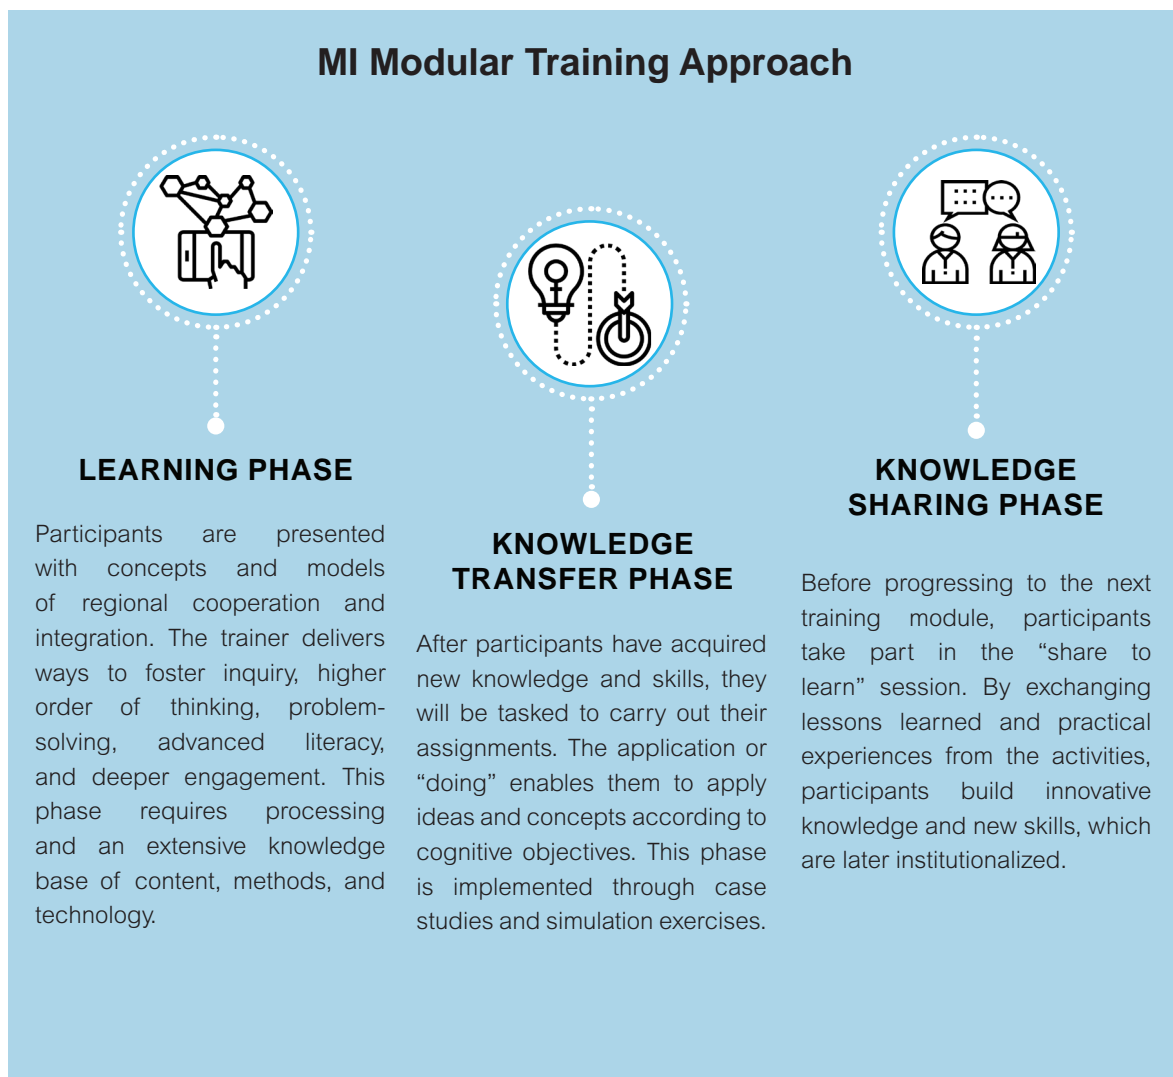 MI Modular Training Approach
LEARNING PHASE
Participants are presented
with concepts and models
of regional cooperation and
integration. The trainer delivers
ways to foster inquiry, higher
order of thinking, problem-
solving, advanced literacy,
and deeper engagement. This
phase requires processing
and an extensive knowledge
base of content, methods, and
technology.
KNOWLEDGE
TRANSFER PHASE
After participants have acquired
new knowledge and skills, they
will be tasked to carry out their
assignments. The application or
“doing” enables them to apply
ideas and concepts according to
cognitive objectives. This phase
is implemented through case
studies and simulation exercises.
KNOWLEDGE
SHARING PHASE
Before progressing to the next
training module, participants
take part in the “share to
learn” session. By exchanging
lessons learned and practical
experiences from the activities,
participants build innovative
knowledge and new skills, which
are later institutionalized.